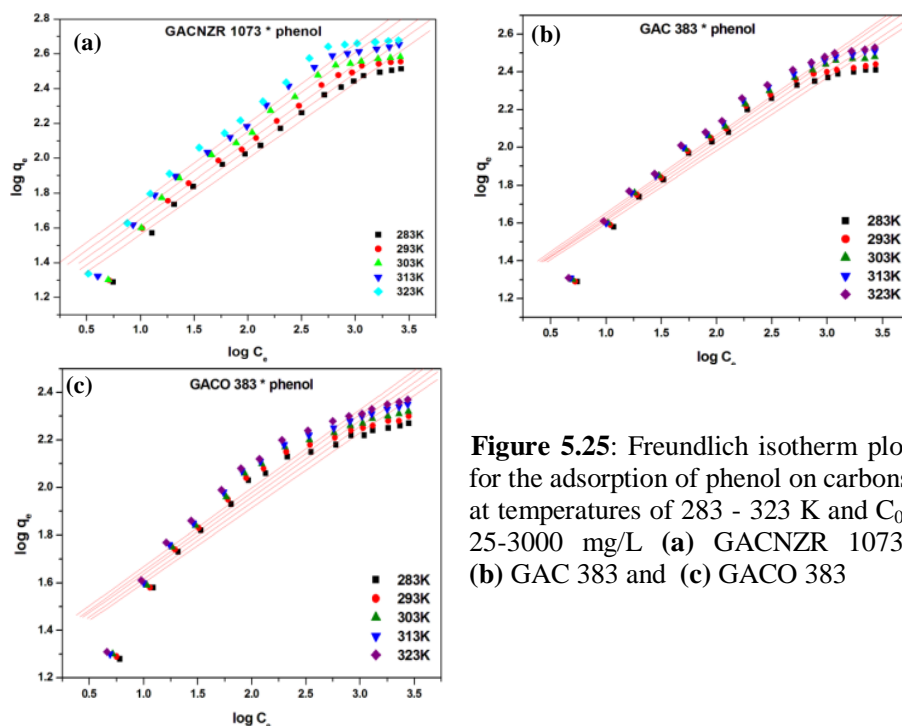 (a)
GACNZR 1073 * phenol
2.8
2.6
2.4
2.2
2.0
1.8
1.6
1.4
1.2
log qe
283K
293K
303K
313K
323K
0.5 1.0 1.5 2.0 2.5 3.0 3.5
log Ce
(b)
GAC 383 * phenol
2.6
2.4
2.2
2.0
1.8
1.6
1.4
1.2
log qe
283K
293K
303K
313K
323K
0.5 1.0 1.5 2.0 2.5 3.0 3.5
log C
(c)
GACO 383 * phenol
2.4
2.2
2.0
1.8
1.6
1.4
1.2
log qe
283K
293K
303K
313K
323K
0.5 1.0 1.5 2.0 2.5 3.0 3.5
log C
Figure 5.25: Freundlich isotherm plo
for the adsorption of phenol on carbons
at temperatures of 283 - 323 K and C0
25-3000 mg/L (a) GACNZR 1073
(b) GAC 383 and (c) GACO 383